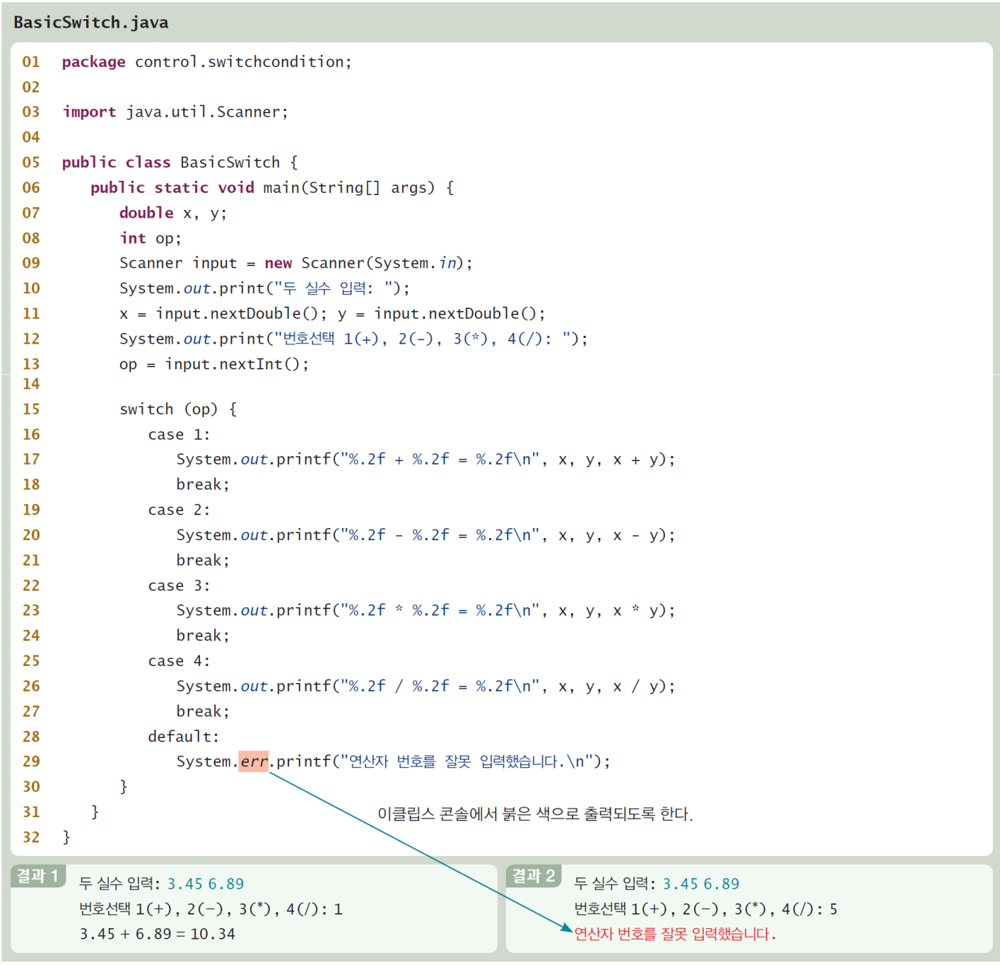 BasicSwitch.java
01 package control.switchcondition;
02
03 import java.util.Scanner;
04
05 public class BasicSwitch {
06 public static void main(String[] args) {
07 double x, y;
08 int op;
09 Scanner input = new Scanner(System.in);
10 System.out.print("두 실수 입력: ");
11 x = input.nextDouble(); y = input.nextDouble();
12 System.out.print("번호선택 1(+), 2(-), 3(*), 4(/): ");
13 op = input.nextInt();
14
15 switch (op) {
16 case 1:
17 System.out.printf("%.2f + %.2f = %.2f\n", x, y, x + y);
18 break;
19 case 2:
20 System.out.printf("%.2f - %.2f = %.2f\n", x, y, x - y);
21 break;
22 case 3:
23 System.out.printf("%.2f * %.2f = %.2f\n", x, y, x * y);
24 break;
25 case 4:
26 System.out.printf("%.2f / %.2f = %.2f\n", x, y, x / y);
27 break;
28 default:
29 System.err.printf("연산자 번호를 잘못 입력했습니다.\n");
30 }
31 }
이클립스 콘솔에서 붉은 색으로 출력되도록 한다.
32 }
결과 1
두 실수 입력: 3.45 6.89
번호선택 1(+), 2(−), 3(*), 4(/): 1
3.45 + 6.89 = 10.34
결과 2
두 실수 입력: 3.45 6.89
번호선택 1(+), 2(−), 3(*), 4(/): 5
연산자 번호를 잘못 입력했습니다.